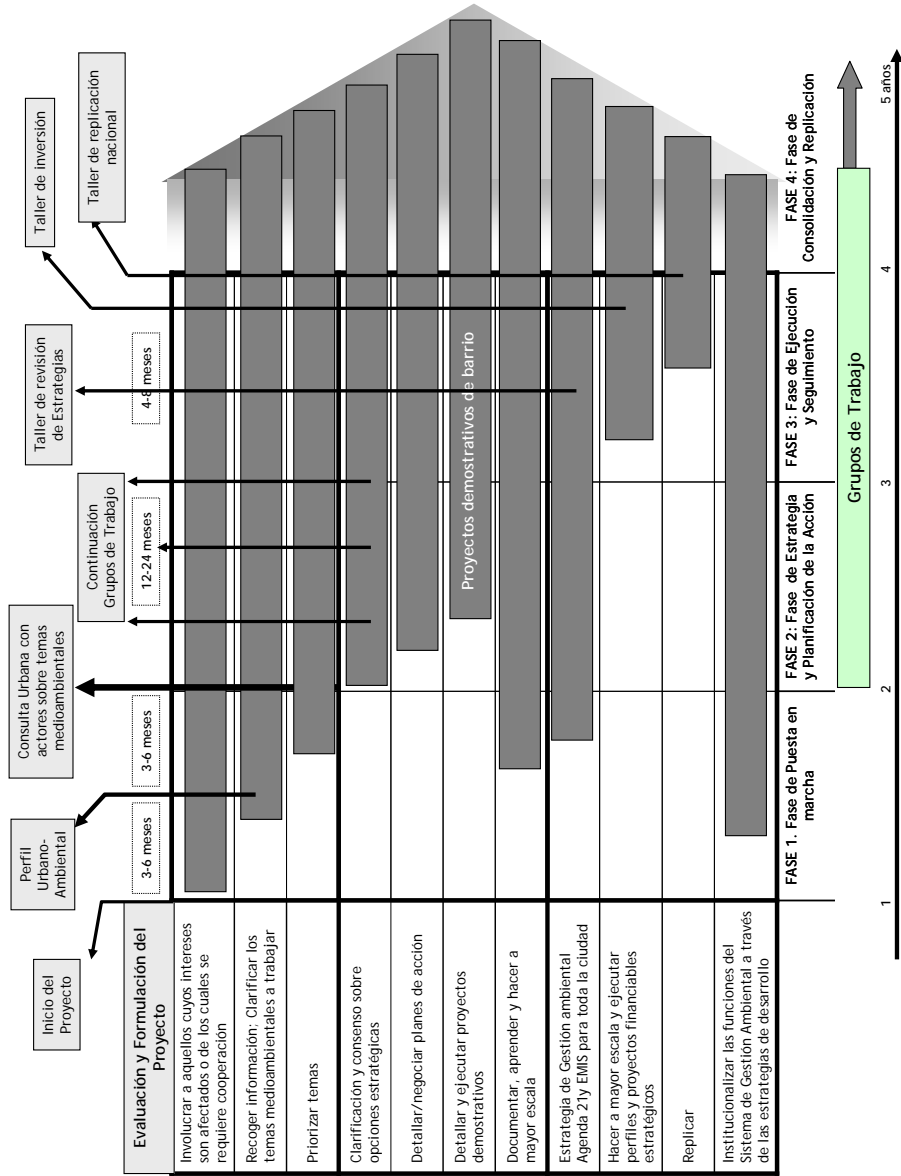 Inicio del
Proyecto
Perfil
Urbano-
Ambiental
Consulta Urbana con
actores sobre temas
medioambientales
Continuación
Grupos de Trabajo
Taller de revisión
de Estrategias
Taller de inversión
Taller de replicación
nacional
Evaluación y Formulación del
Proyecto
3-6 meses
3-6 meses
12-24 meses
4-8 meses
Involucrar a aquellos cuyos intereses
son afectados o de los cuales se
requiere cooperación
Recoger información; Clarificar los
temas medioambientales a trabajar
Priorizar temas
Clarificación y consenso sobre
opciones estratégicas
Detallar/negociar planes de acción
Detallar y ejecutar proyectos
demostrativos
Proyectos demostrativos de barrio
Documentar, aprender y hacer a
mayor escala
Estrategia de Gestión ambiental
Agenda 21y EMIS para toda la ciudad
Hacer a mayor escala y ejecutar
perfiles y proyectos financiables
estratégicos
Replicar
Institucionalizar las funciones del
Sistema de Gestión Ambiental a través
de las estrategias de desarrollo
FASE 1. Fase de Puesta en
marcha
FASE 2: Fase de Estrategia
y Planificación de la Acción
FASE 3: Fase de Ejecución
y Seguimiento
FASE 4: Fase de
Consolidación y Replicación
Grupos de Trabajo
1
2
3
4
5 años